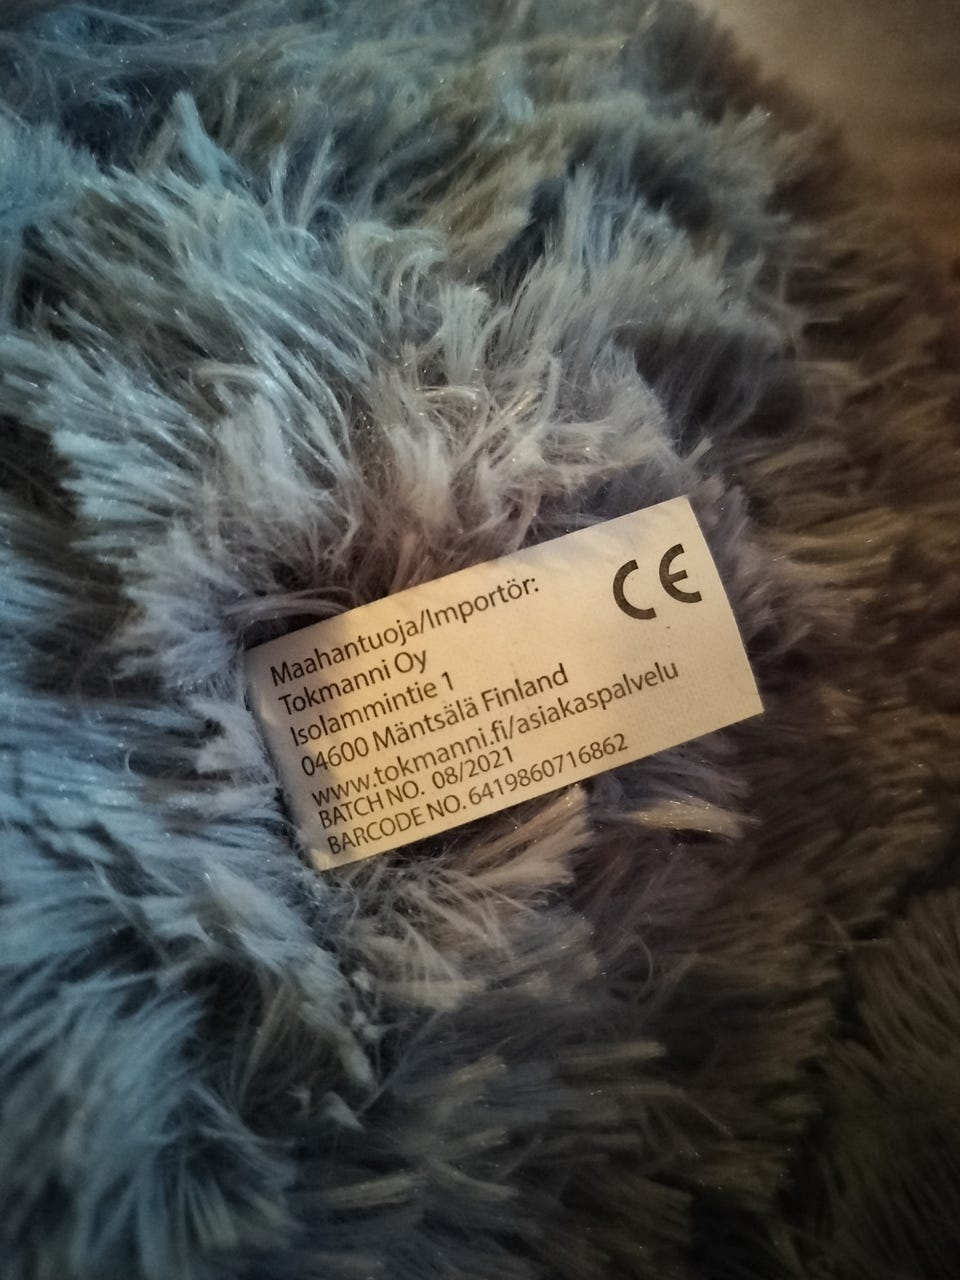 CE
Maahantuoja/Importör:
Tokmanni Oy
Isolammintie 1
04600 Mäntsälä Finland
www.tokmanni.fi/asiakaspalvelu
BATCH NO. 08/2021
BARCODE NO. 6419860716862